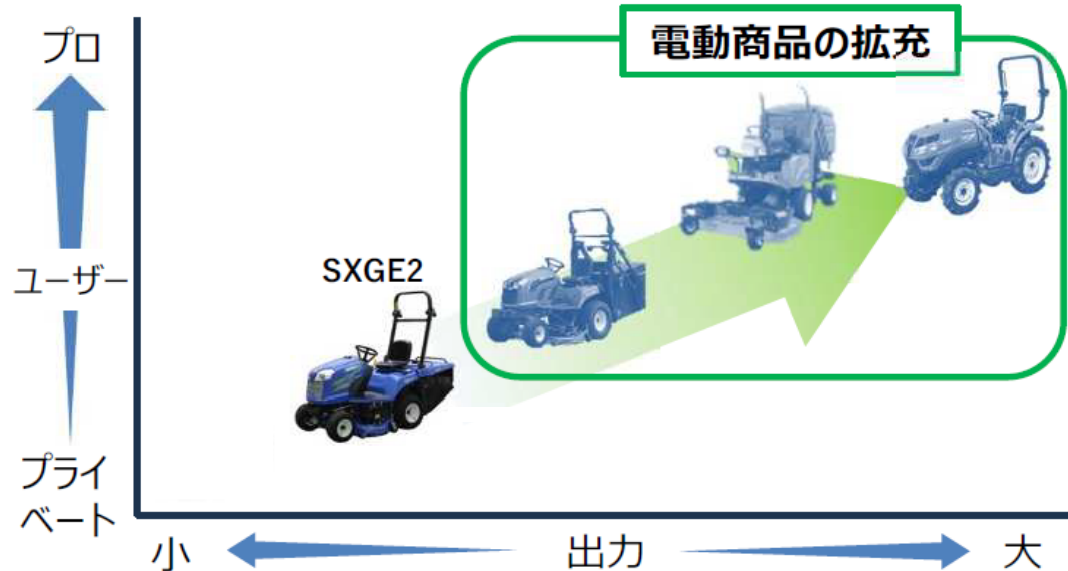 電動商品の拡充
プロ
ユーザー
プライ
ベート
SXGE2
小
出力
大